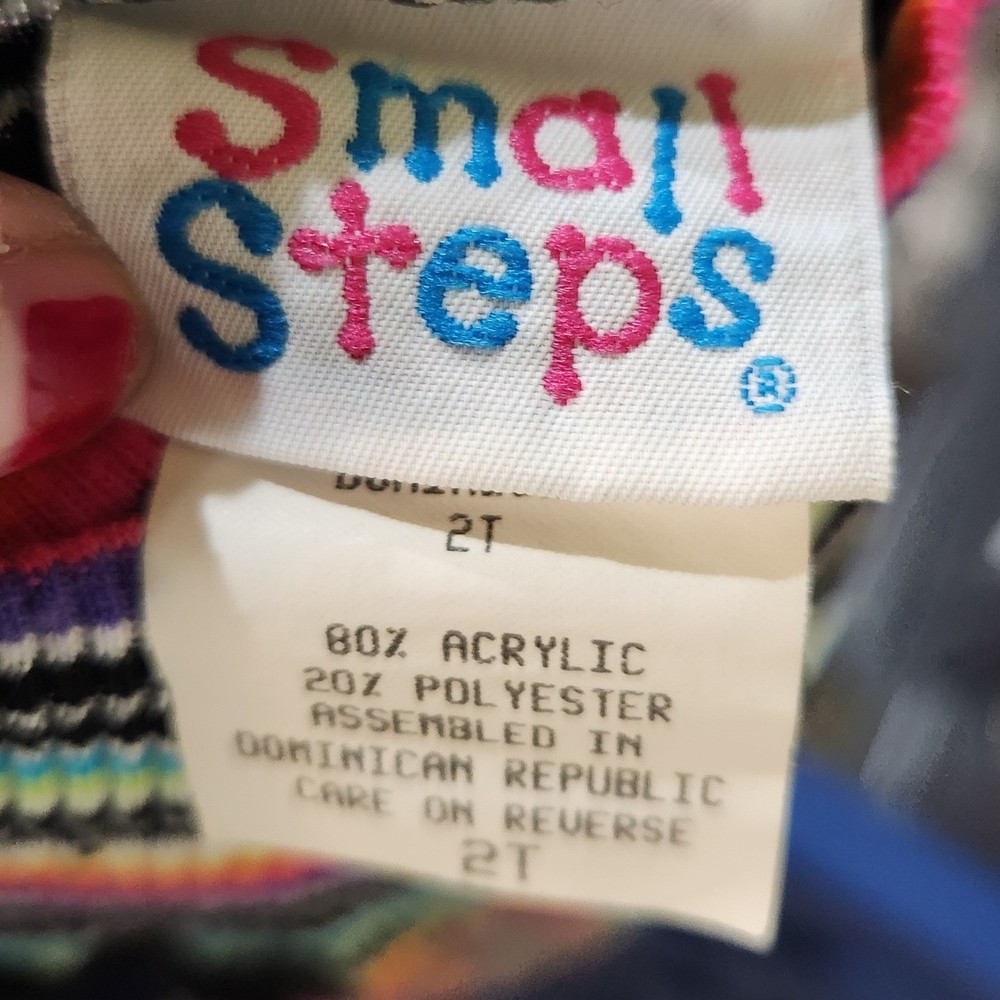 Small
Steps®
2T
80% ACRYLIC
20% POLYESTER
ASSEMBLED IN
DOMINICAN REPUBLIC
CARE ON REVERSE
2T